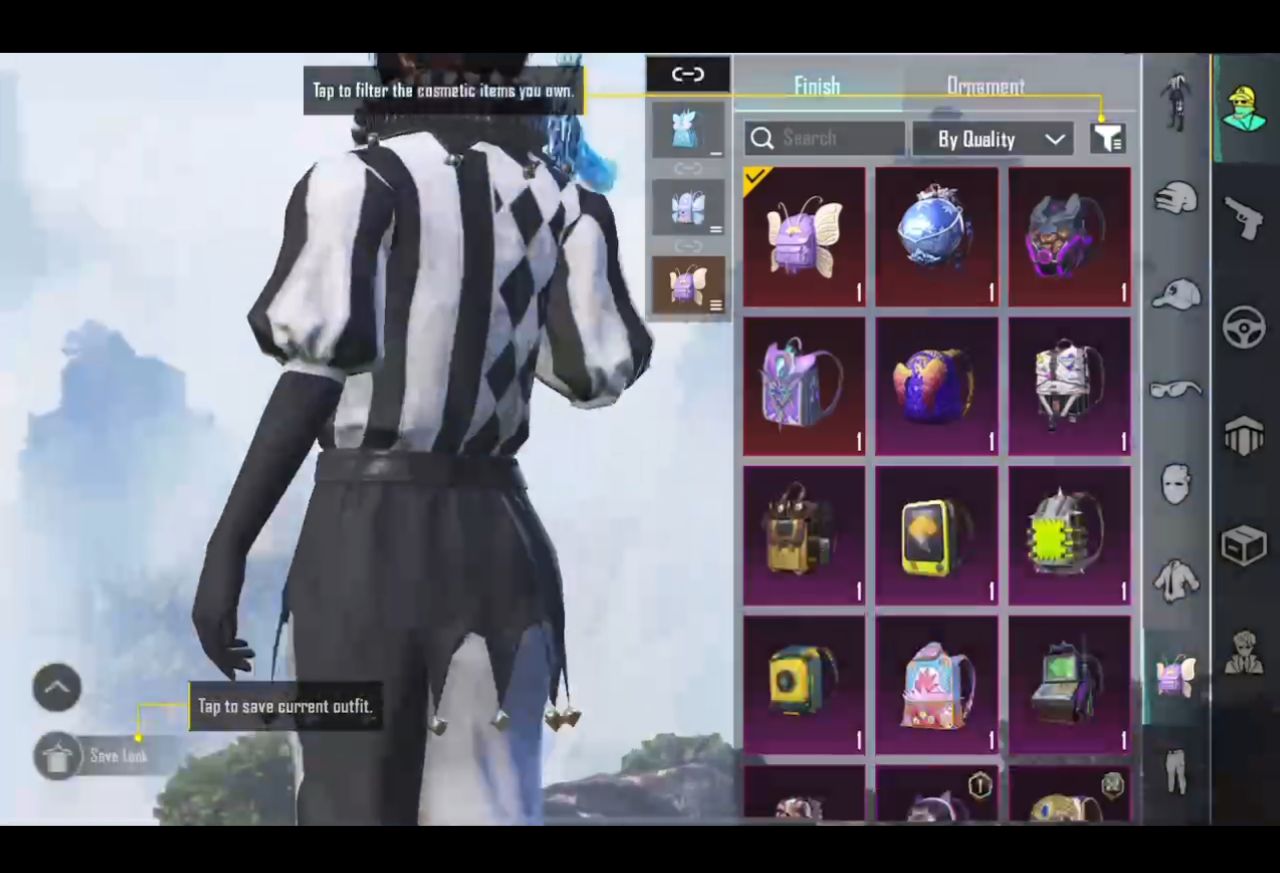 Tap to filter the cosmetic items you own.
Finish
Ornament
Search
By Quality
1
1
1
1
1
1
1
1
1
1
1
1
Tap to save current outfit.
Save Look